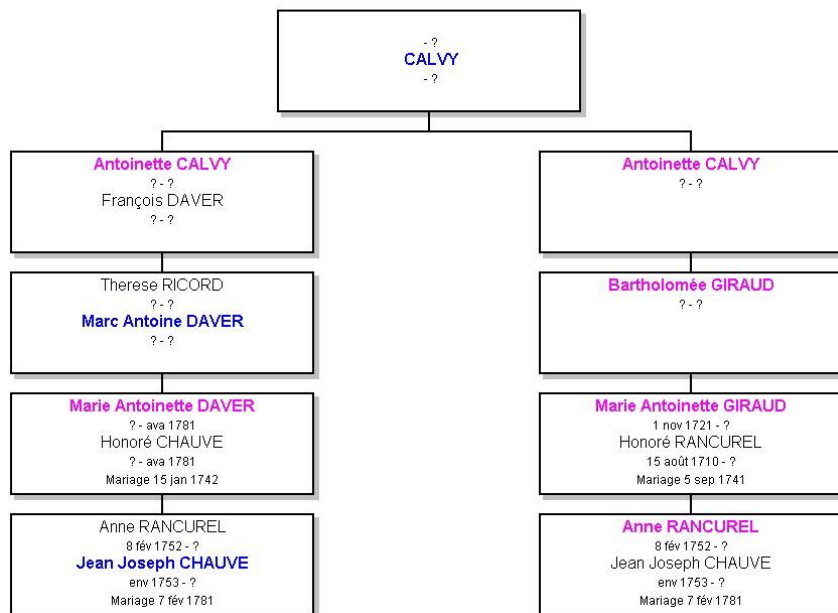 - ?
CALVY
- ?
Antoinette CALVY
? - ?
François DAVER
? - ?
Antoinette CALVY
? - ?
Therese RICORD
? - ?
Marc Antoine DAVER
? - ?
Bartholomée GIRAUD
? - ?
Marie Antoinette DAVER
? - ava 1781
Honoré CHAUVE
? - ava 1781
Mariage 15 jan 1742
Marie Antoinette GIRAUD
1 nov 1721 - ?
Honoré RANCUREL
15 août 1710 - ?
Mariage 5 sep 1741
Anne RANCUREL
8 fév 1752 - ?
Jean Joseph CHAUVE
env 1753 - ?
Mariage 7 fév 1781
Anne RANCUREL
8 fév 1752 - ?
Jean Joseph CHAUVE
env 1753 - ?
Mariage 7 fév 1781